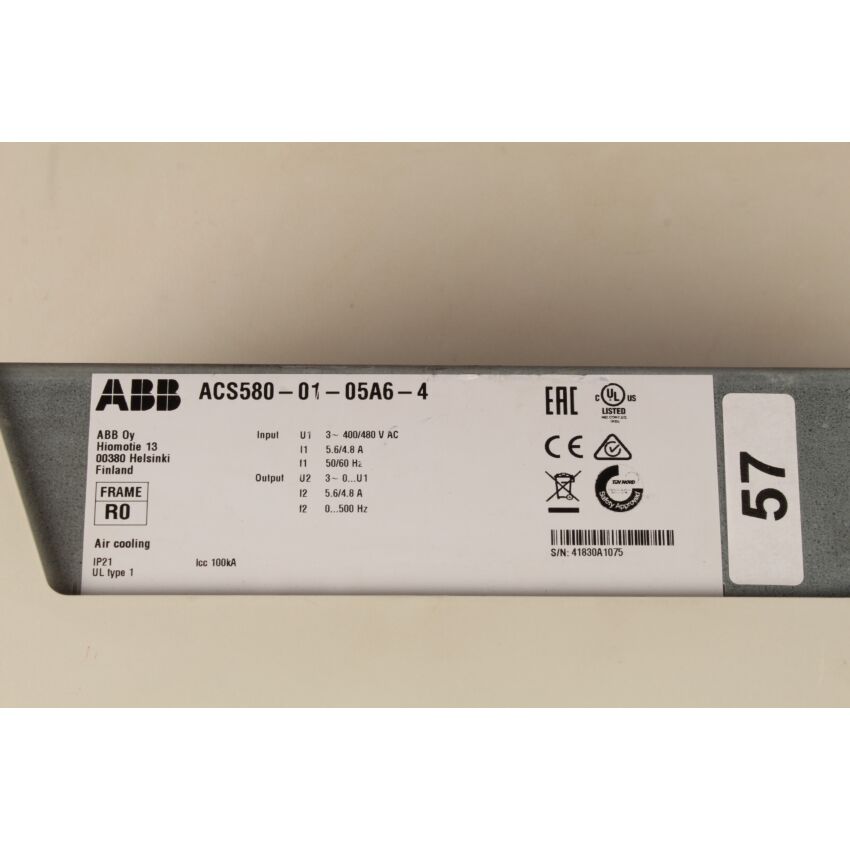 ABB ACS580-01-05A6-4
ABB Oy
Hiomotie 13
00380 Helsinki
Finland
FRAME
R0
Air cooling
IP21
UL type 1
Input U1 3~ 400/480 V AC
I1 5.6/4.8 A
f1 50/60 Hz
Output U2 3~ 0...U1
I2 5.6/4.8 A
f2 0...500 Hz
Icc 100kA
EAC
C UL US
LISTED
CE
TÜV NORD
Safety Approved
S/N: 41830A1075
57